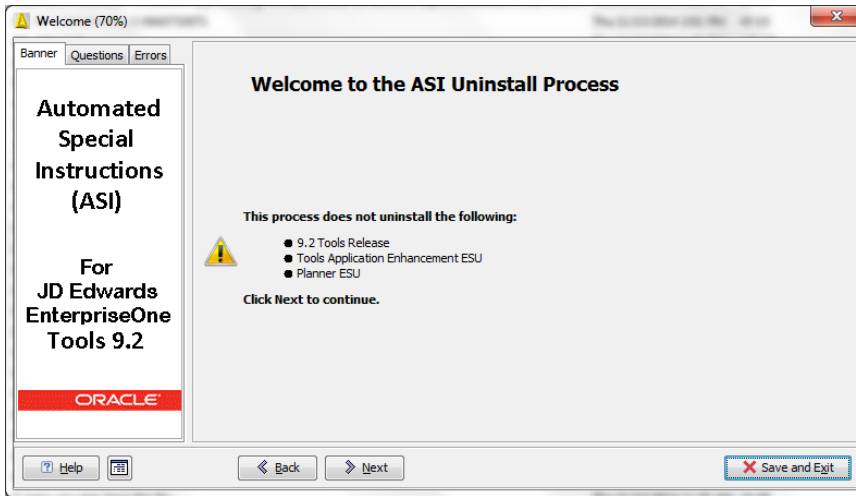 Welcome (70%)
Banner
Questions
Errors
Automated
Special
Instructions
(ASI)
For
JD Edwards
EnterpriseOne
Tools 9.2
ORACLE
Welcome to the ASI Uninstall Process
This process does not uninstall the following:
9.2 Tools Release
Tools Application Enhancement ESU
Planner ESU
Click Next to continue.
Help
Back
Next
Save and Exit